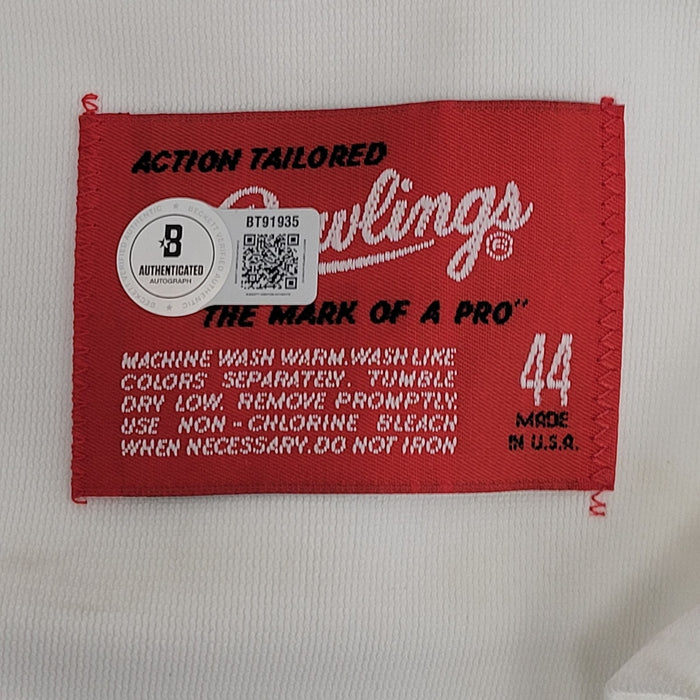 ACTION TAILORED
Rawlings®
BT91935
B
AUTHENTICATED
AUTOGRAPH
THE MARK OF A PRO"
MACHINE WASH WARM. WASH LIKE
COLORS SEPARATELY. TUMBLE
DRY LOW. REMOVE PROMPTLY
USE NON-CHLORINE BLEACH
WHEN NECESSARY. DO NOT IRON
44
MADE
IN U.S.A.